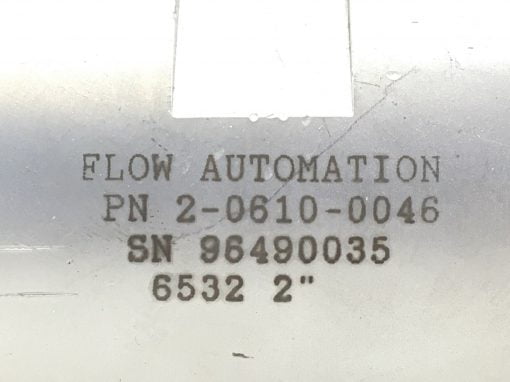 FLOW AUTOMATION
PN 2-0610-0046
SN 96490035
6532 2"